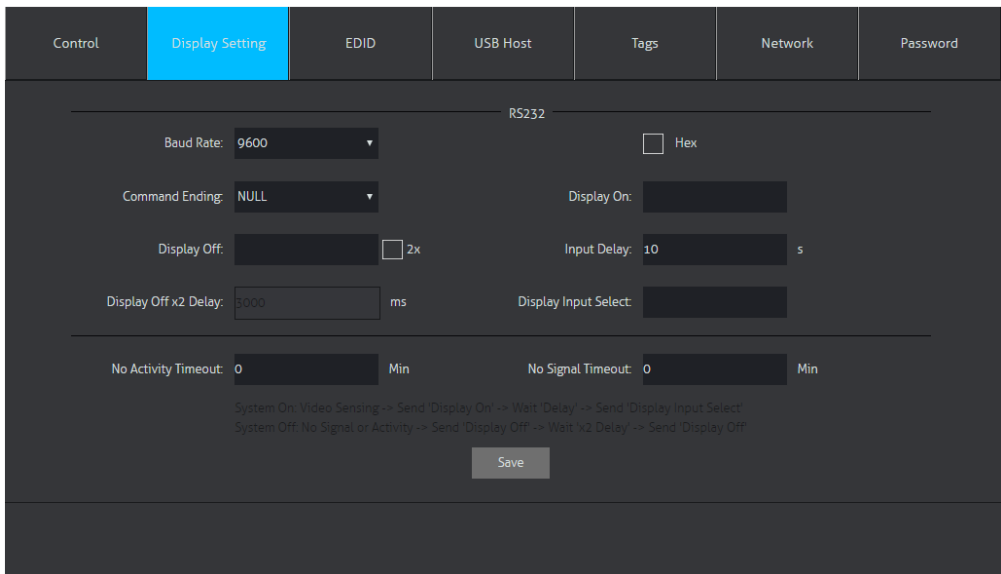 Control Display Setting EDID USB Host Tags Network Password
RS232
Baud Rate: 9600 Hex
Command Ending: NULL Display On:
Display Off: 2x Input Delay: 10 s
Display Off x2 Delay: 3000 ms Display Input Select:
No Activity Timeout: 0 Min No Signal Timeout: 0 Min
System On: Video Sensing -> Send 'Display On' -> Wait 'Delay' -> Send 'Display Input Select'
System Off: No Signal or Activity -> Send 'Display Off' -> Wait 'x2 Delay' -> Send 'Display Off'
Save